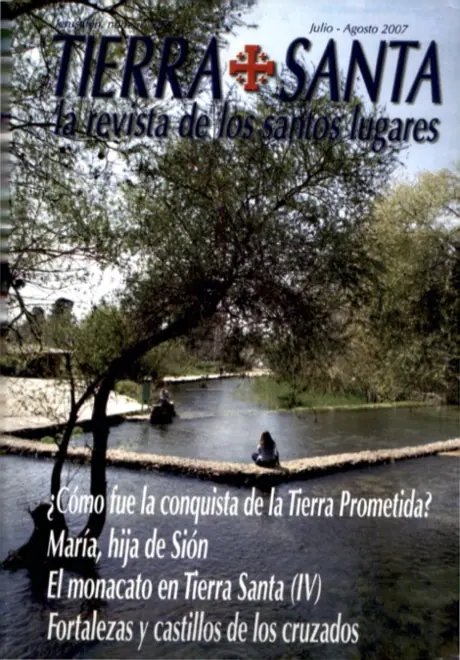 Jerusalén,
Julio - Agosto 2007
TIERRA SANTA
la revista de los santos lugares
¿Cómo fue la conquista de la Tierra Prometida?
María, hija de Sión
El monacato en Tierra Santa (IV)
Fortalezas y castillos de los cruzados